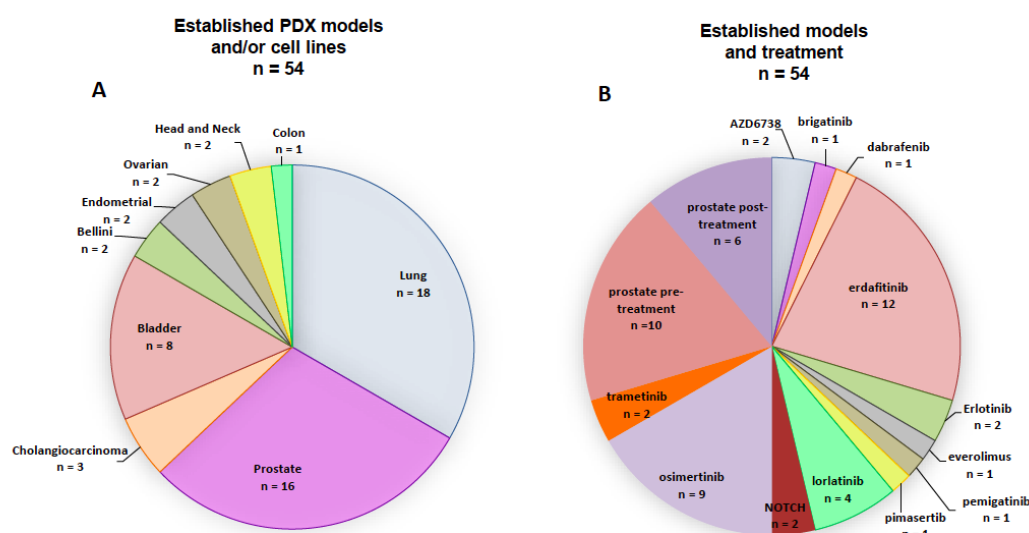 Established PDX models
and/or cell lines
n = 54
A
Head and Neck
n = 2
Colon
n = 1
Ovarian
n = 2
Endometrial
n = 2
Bellini
n = 2
Lung
n = 18
Bladder
n = 8
Cholangiocarcinoma
n = 3
Prostate
n = 16
Established models
and treatment
n = 54
B
AZD6738
n = 2
brigatinib
n = 1
dabrafenib
n = 1
prostate post-
treatment
n = 6
erdafitinib
n = 12
prostate pre-
treatment
n =10
trametinib
n = 2
Erlotinib
n = 2
everolimus
n = 1
osimertinib
n = 9
lorlatinib
n = 4
pemigatinib
n = 1
NOTCH
n = 2
pimasertib